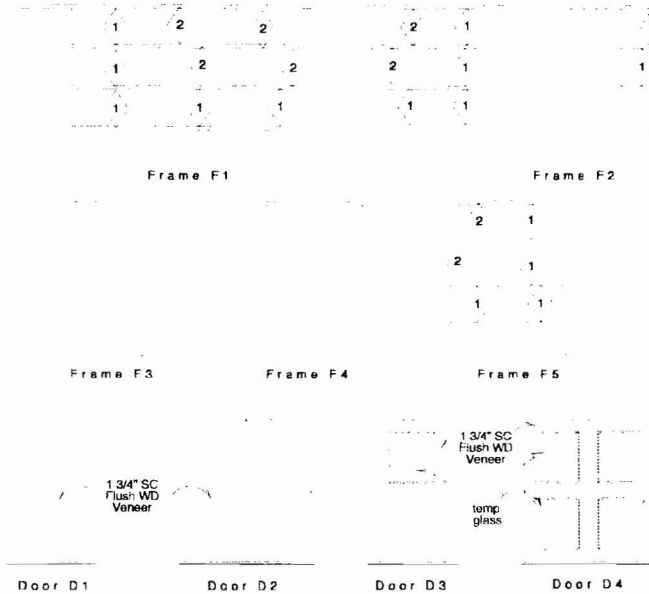 1 2 2 2 1
1 2 2 2 1 1
1 1 1 1 1
Frame F1 Frame F2
2 1
2 1
1 1
Frame F3 Frame F4 Frame F5
1 3/4" SC
Flush WD
Veneer
1 3/4" SC
Flush WD
Veneer
temp
glass
Door D1 Door D2 Door D3 Door D4